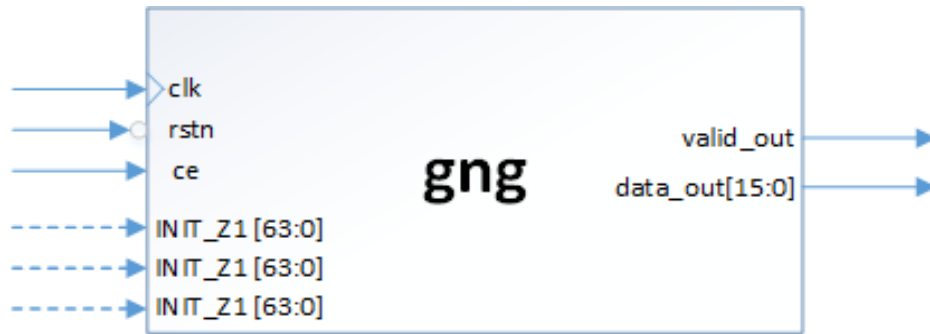 clk
rstn
ce
INIT_Z1[63:0]
INIT_Z1[63:0]
INIT_Z1[63:0]
gng
valid_out
data_out[15:0]